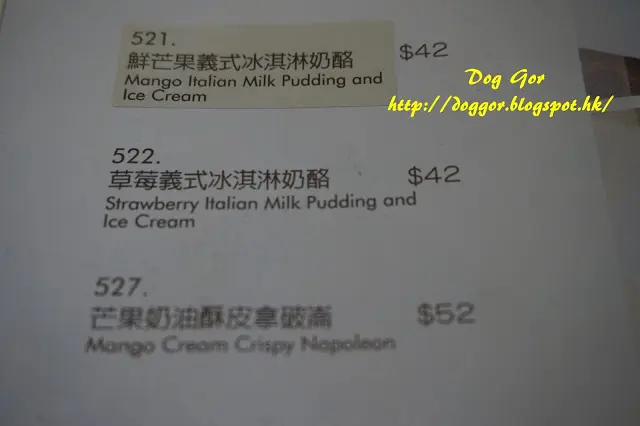 521.
鮮芒果義式冰淇淋奶酪 $42
Mango Italian Milk Pudding and
Ice Cream
Dog Gor
http://doggor.blogspot.hk/
522.
草莓義式冰淇淋奶酪 $42
Strawberry Italian Milk Pudding and
Ice Cream
527.
芒果奶油酥皮拿破崙 $52
Mango Cream Crispy Napoleon